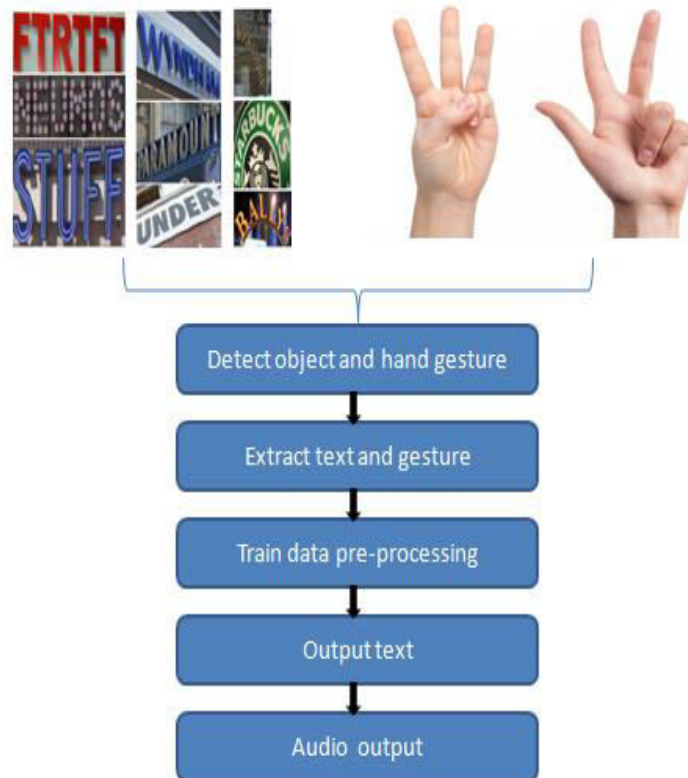 FTRTFT
STUFF
WYNDHAM
PARAMOUNT
UNDER
STARBUCKS
BALLY'S
Detect object and hand gesture
Extract text and gesture
Train data pre-processing
Output text
Audio output